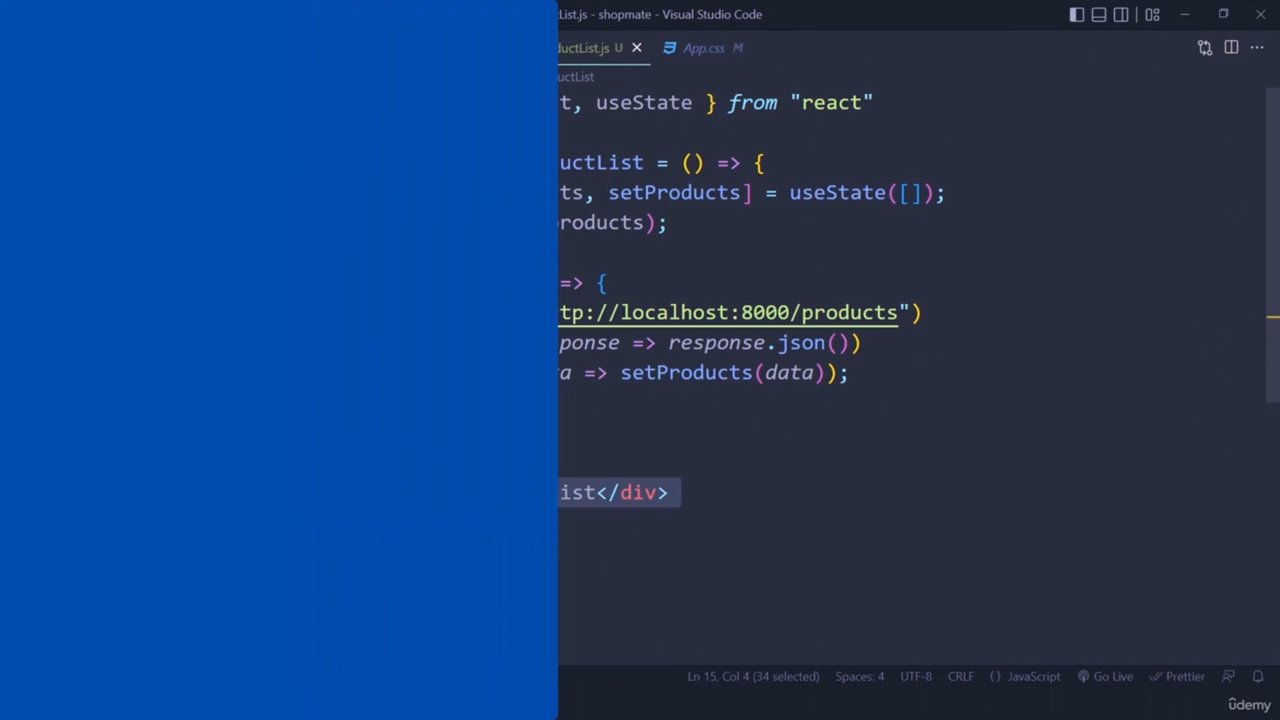 List.js - shopmate - Visual Studio Code
uctList.js U App.css M
uctList
t, useState } from "react"
uctList = () => {
ts, setProducts] = useState([]);
products);
=> {
tp://localhost:8000/products")
ponse => response.json())
a => setProducts(data));
ist</div>
Ln 15, Col 4 (34 selected) Spaces: 4 UTF-8 CRLF {} JavaScript Go Live Prettier
ûdemy